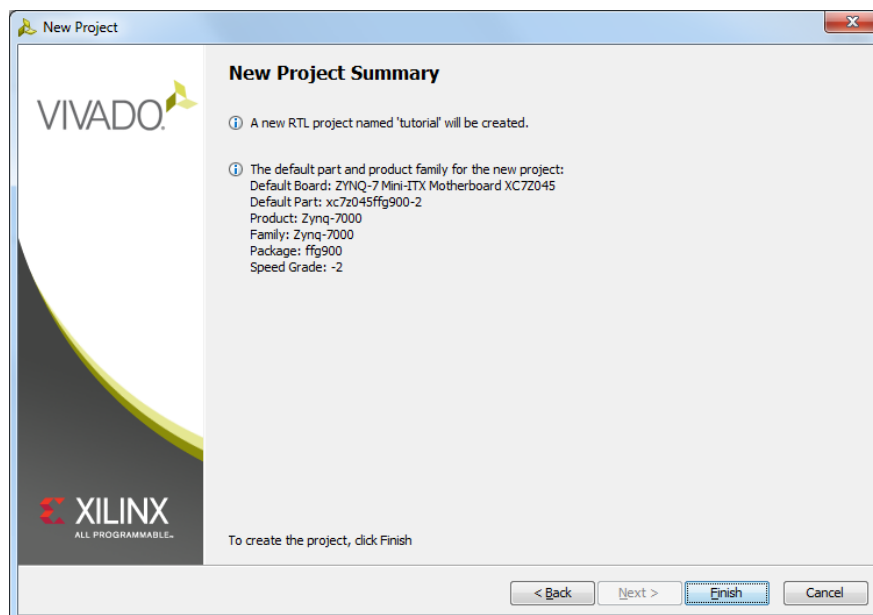 New Project
New Project Summary
VIVADO.
A new RTL project named 'tutorial' will be created.
The default part and product family for the new project:
Default Board: ZYNQ-7 Mini-ITX Motherboard XC7Z045
Default Part: xc7z045ffg900-2
Product: Zynq-7000
Family: Zynq-7000
Package: ffg900
Speed Grade: -2
XILINX
ALL PROGRAMMABLE™
To create the project, click Finish
< Back
Next >
Finish
Cancel